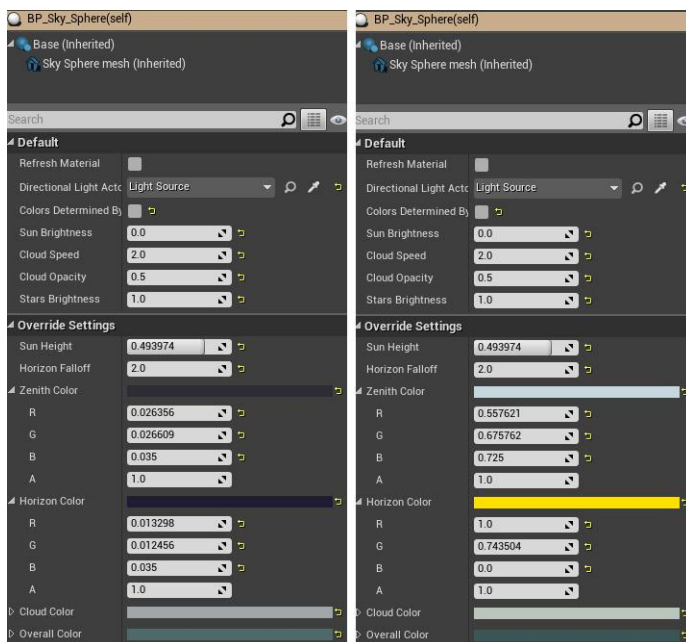 BP_Sky_Sphere(self)
Base (Inherited)
Sky Sphere mesh (Inherited)
Search
Default
Refresh Material
Directional Light Acto Light Source
Colors Determined By
Sun Brightness 0.0
Cloud Speed 2.0
Cloud Opacity 0.5
Stars Brightness 1.0
Override Settings
Sun Height 0.493974
Horizon Falloff 2.0
Zenith Color
R 0.026356
G 0.026609
B 0.035
A 1.0
Horizon Color
R 0.013298
G 0.012456
B 0.035
A 1.0
Cloud Color
Overall Color
BP_Sky_Sphere(self)
Base (Inherited)
Sky Sphere mesh (Inherited)
Search
Default
Refresh Material
Directional Light Acto Light Source
Colors Determined By
Sun Brightness 0.0
Cloud Speed 2.0
Cloud Opacity 0.5
Stars Brightness 1.0
Override Settings
Sun Height 0.493974
Horizon Falloff 2.0
Zenith Color
R 0.557621
G 0.675762
B 0.725
A 1.0
Horizon Color
R 1.0
G 0.743504
B 0.0
A 1.0
Cloud Color
Overall Color